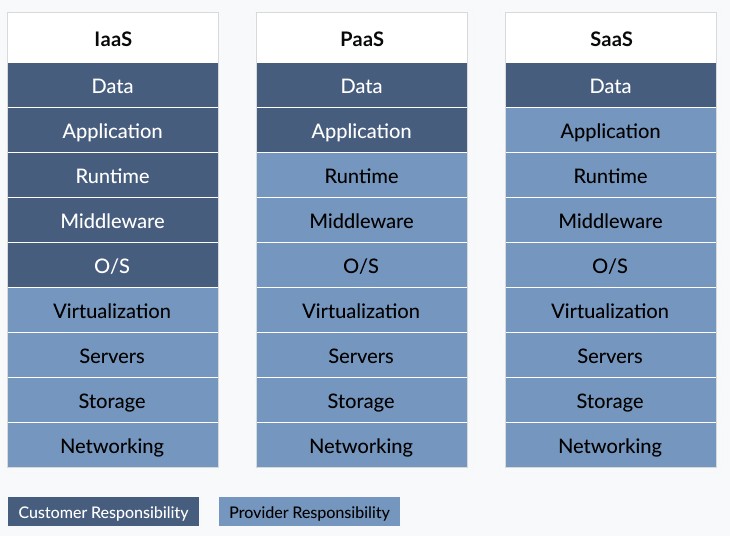 IaaS
Data
Application
Runtime
Middleware
O/S
Virtualization
Servers
Storage
Networking
PaaS
Data
Application
Runtime
Middleware
O/S
Virtualization
Servers
Storage
Networking
SaaS
Data
Application
Runtime
Middleware
O/S
Virtualization
Servers
Storage
Networking
Customer Responsibility
Provider Responsibility